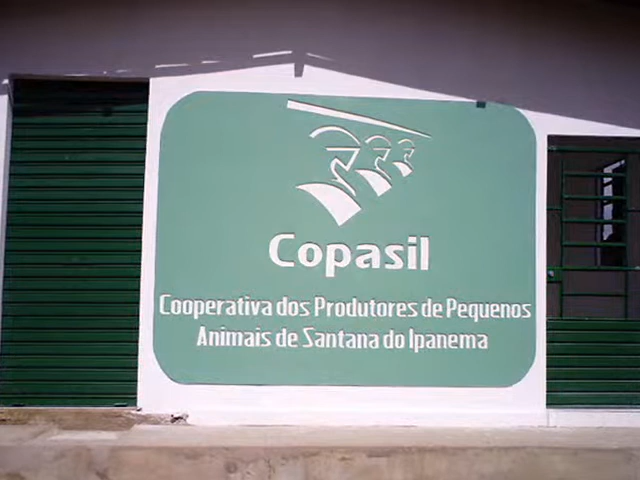 Copasil
Cooperativa dos Produtores de Pequenos
Animais de Santana do Ipanema